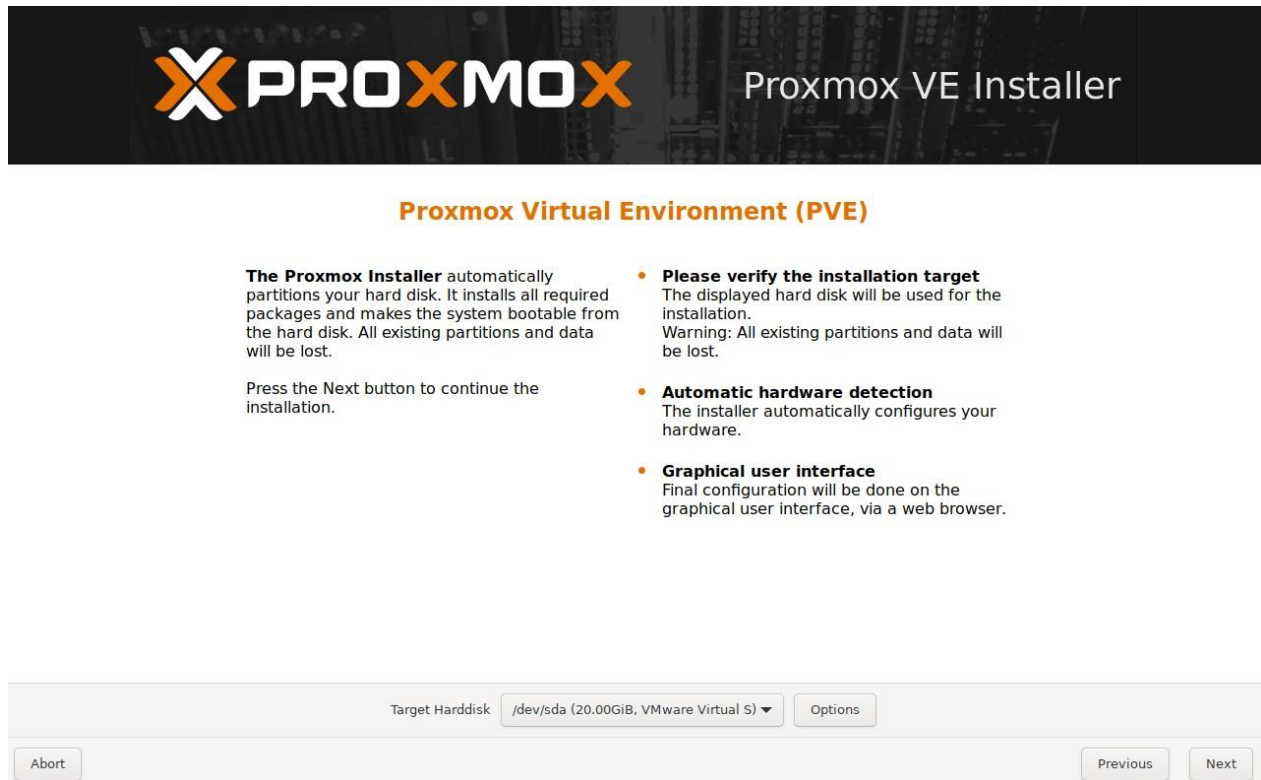 PROXMOX
Proxmox VE Installer
Proxmox Virtual Environment (PVE)
The Proxmox Installer automatically
partitions your hard disk. It installs all required
packages and makes the system bootable from
the hard disk. All existing partitions and data
will be lost.
Press the Next button to continue the
installation.
Please verify the installation target
The displayed hard disk will be used for the
installation.
Warning: All existing partitions and data will
be lost.
Automatic hardware detection
The installer automatically configures your
hardware.
Graphical user interface
Final configuration will be done on the
graphical user interface, via a web browser.
Target Harddisk /dev/sda (20.00GiB, VMware Virtual S) Options
Abort Previous Next